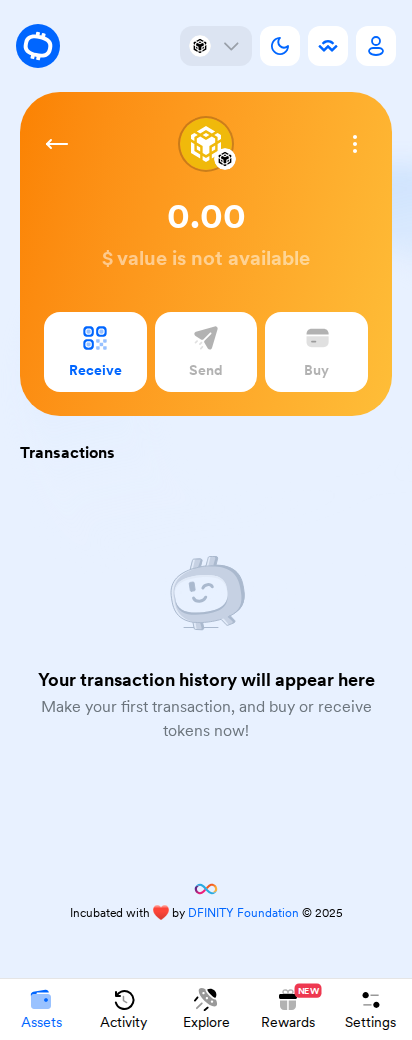 0.00
$ value is not available
Receive
Send
Buy
Transactions
Your transaction history will appear here
Make your first transaction, and buy or receive
tokens now!
Incubated with ❤️ by DFINITY Foundation © 2025
NEW
Assets
Activity
Explore
Rewards
Settings